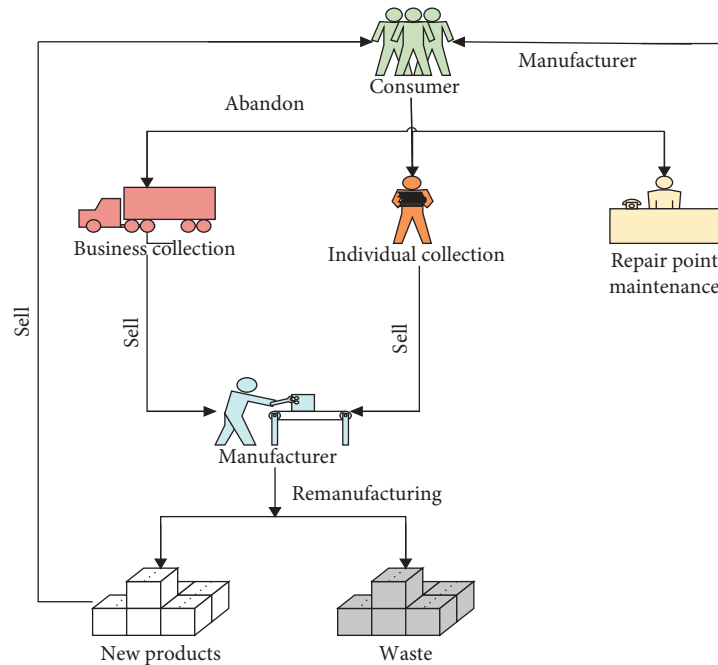 Manufacturer
Consumer
Abandon
Business collection
Individual collection
Repair point
maintenance
Sell
Sell
Sell
Manufacturer
Remanufacturing
New products
Waste